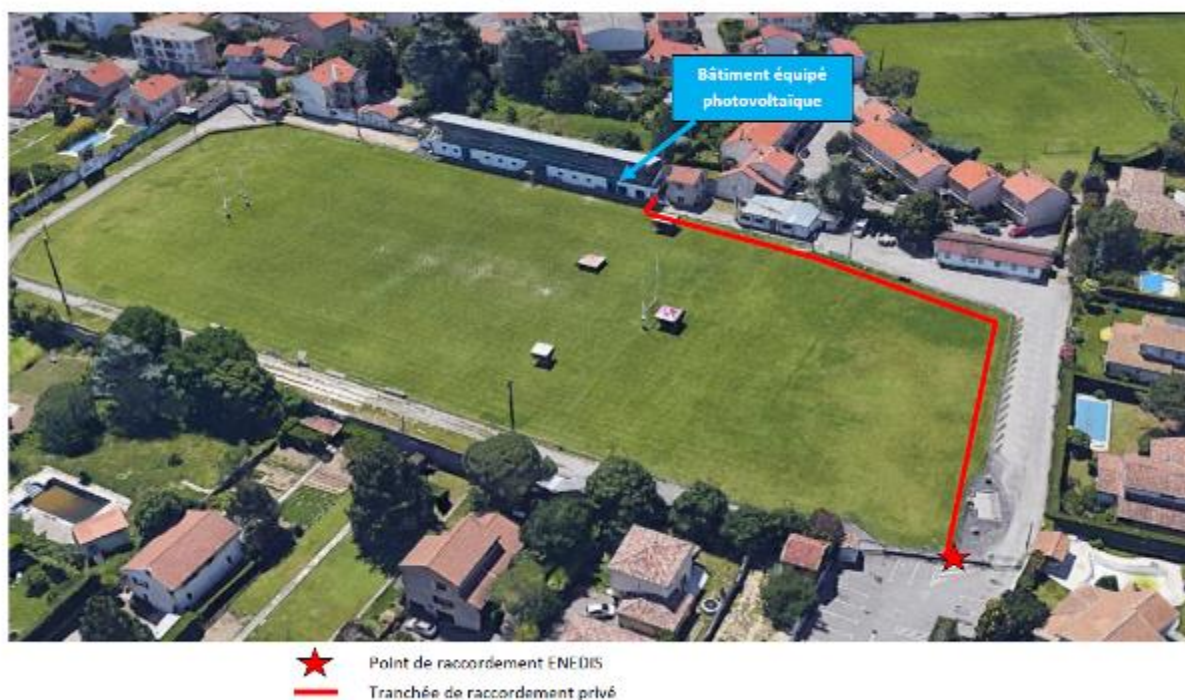 Bâtiment équipé
photovoltaïque
Point de raccordement ENEDIS
Tranchée de raccordement privé